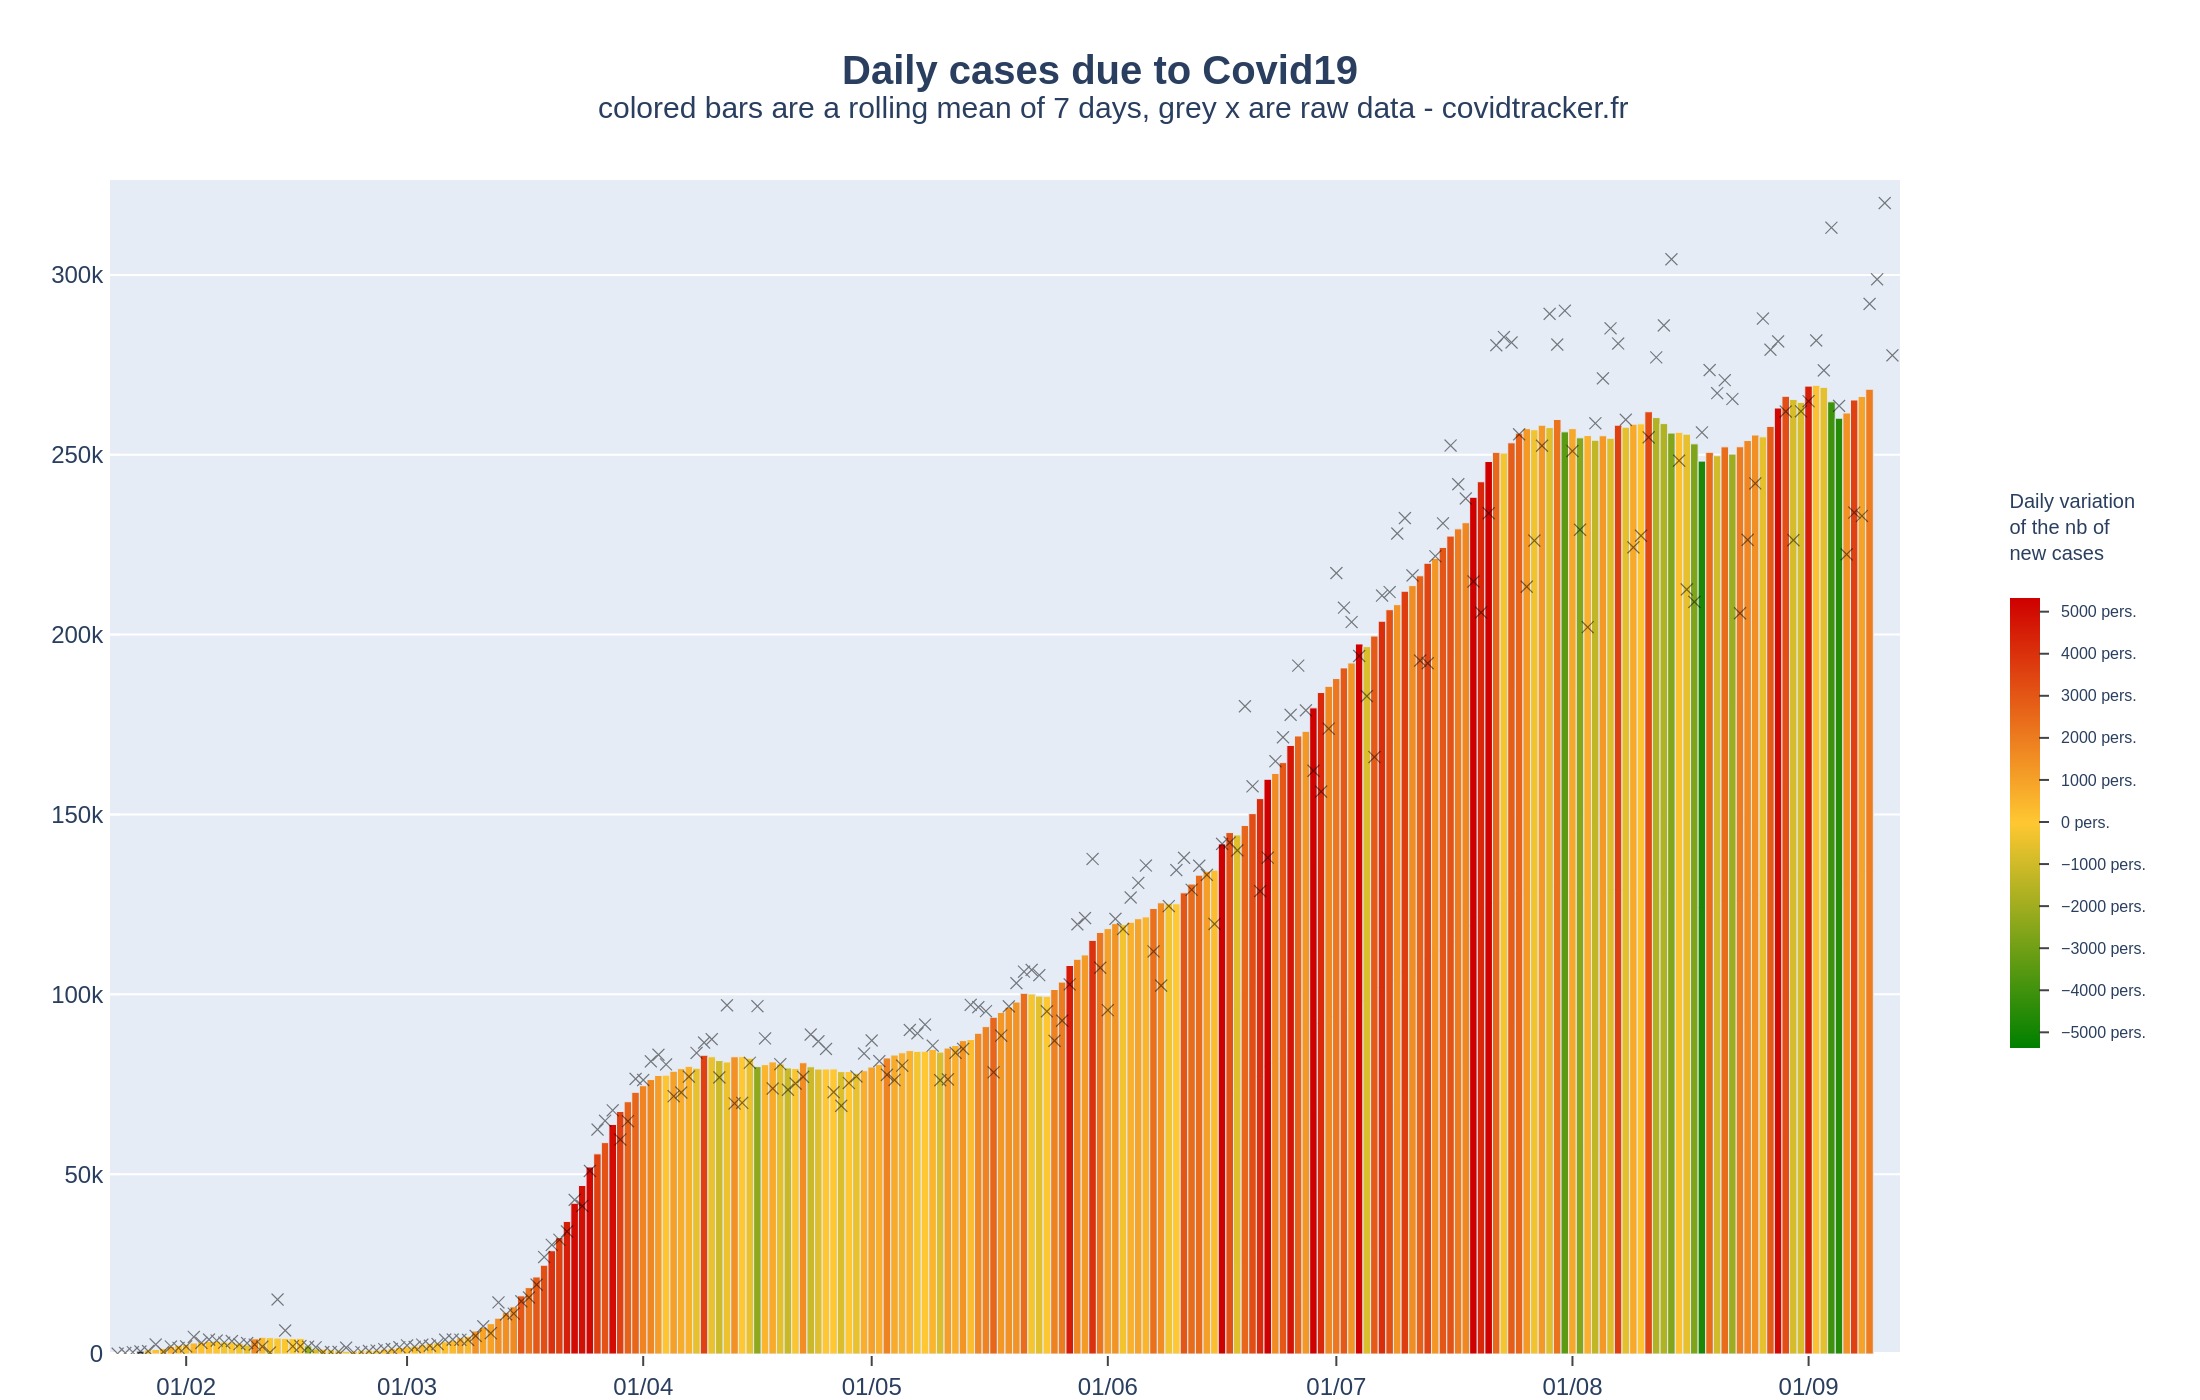 Daily cases due to Covid19
colored bars are a rolling mean of 7 days, grey x are raw data - covidtracker.fr
300k
250k
200k
150k
100k
50k
0
01/02
01/03
01/04
01/05
01/06
01/07
01/08
01/09
Daily variation
of the nb of
new cases
5000 pers.
4000 pers.
3000 pers.
2000 pers.
1000 pers.
0 pers.
−1000 pers.
−2000 pers.
−3000 pers.
−4000 pers.
−5000 pers.